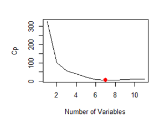 Cp
0 100 200 300
2 4 6 8 10
Number of Variables